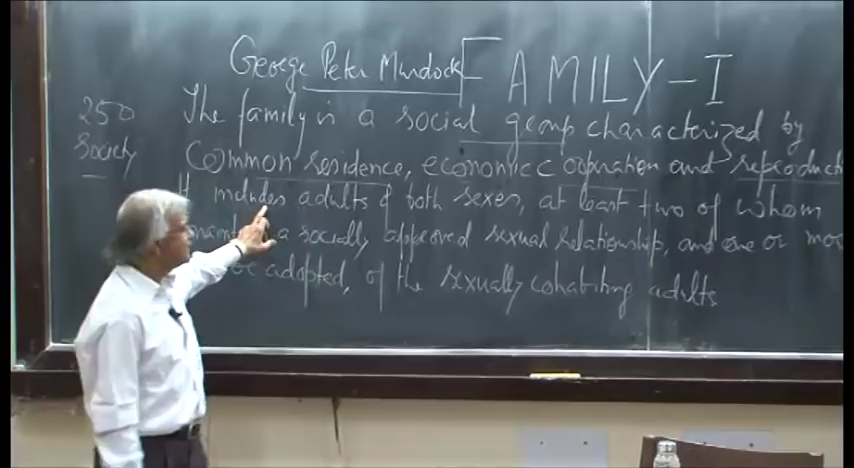 George Peter Murdock FAMILY-I
250
Society
The family is a social group characterized by
common residence, economic cooperation and reproduct
It includes adults of both sexes, at least two of whom
a socially approved sexual relationship, and one or mo
adopted, of the sexually cohabiting adults